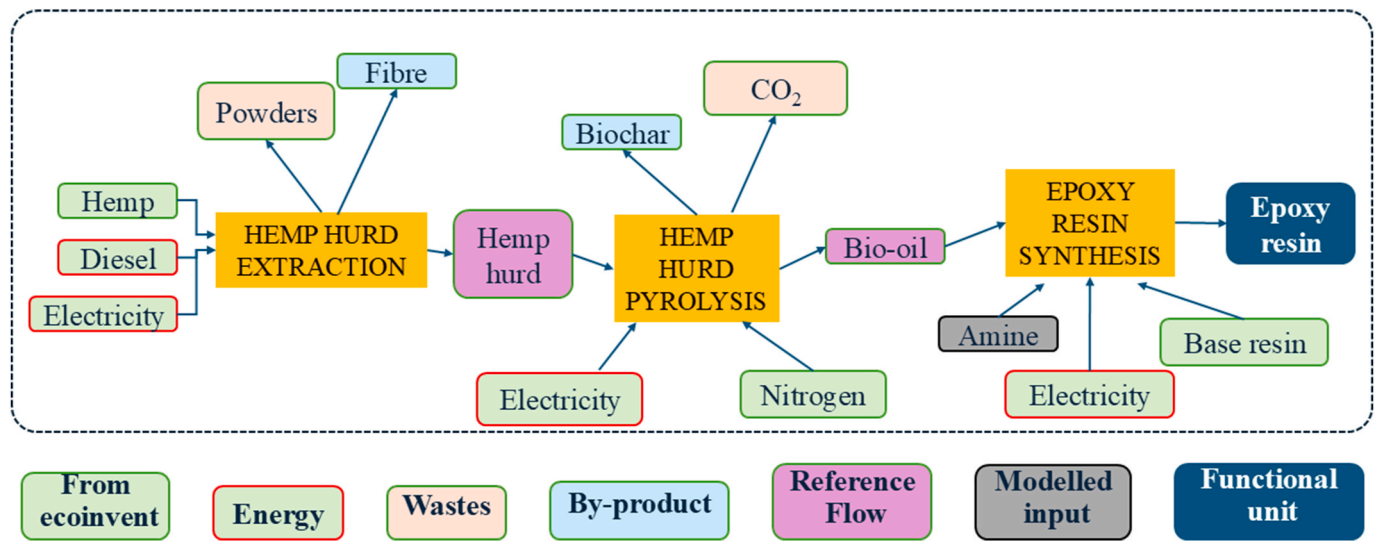 Fibre
Powders
CO2
Biochar
Hemp
Diesel
Electricity
HEMP HURD
EXTRACTION
Hemp
hurd
HEMP
HURD
PYROLYSIS
Electricity
Nitrogen
Bio-oil
EPOXY
RESIN
SYNTHESIS
Amine
Electricity
Base resin
Epoxy
resin
From
ecoinvent
Energy
Wastes
By-product
Reference
Flow
Modelled
input
Functional
unit